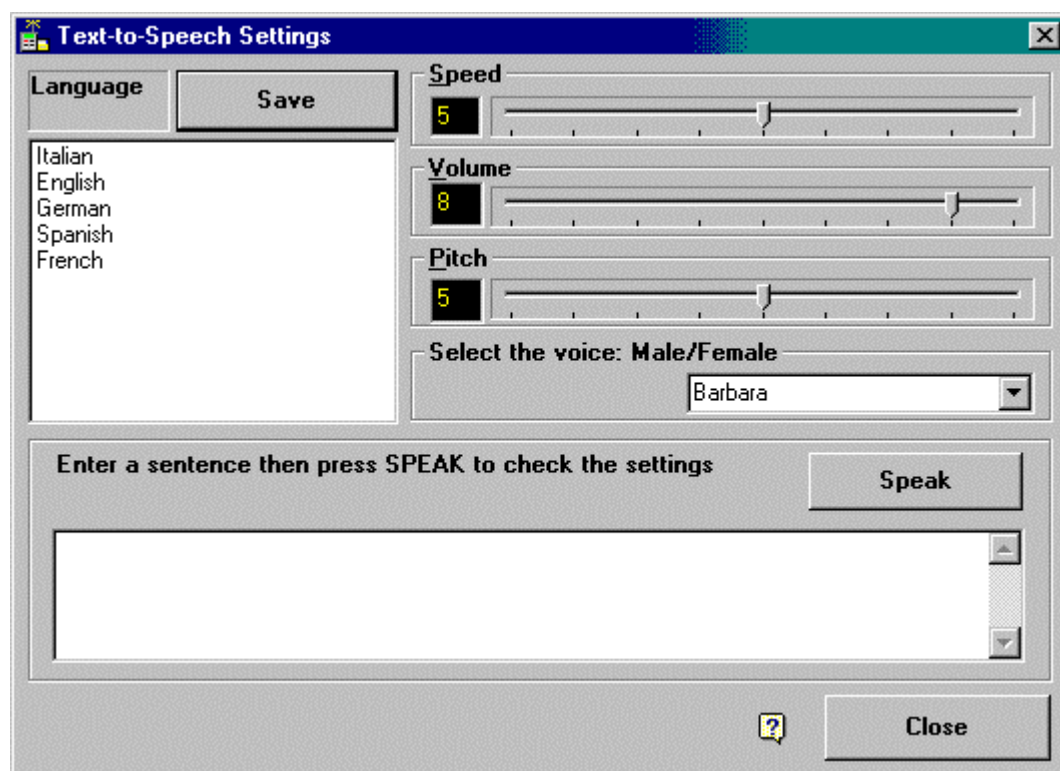 Text-to-Speech Settings
Language
Save
Italian
English
German
Spanish
French
Speed
5
Volume
8
Pitch
5
Select the voice: Male/Female
Barbara
Enter a sentence then press SPEAK to check the settings
Speak
?
Close